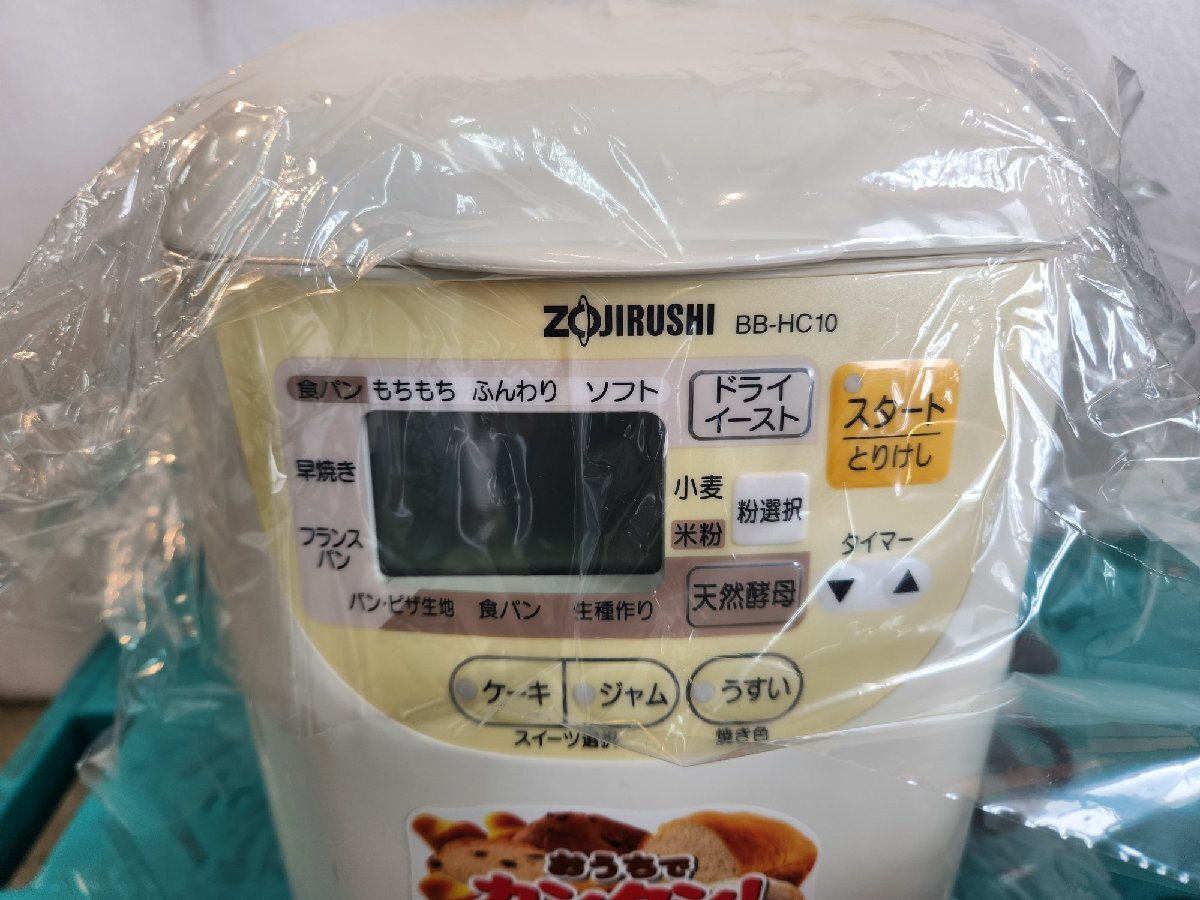 ZOJIRUSHI BB-HC10
食パン もちもち ふんわり ソフト
ドライ
イースト
スタート
とりけし
早焼き
小麦
粉選択
米粉
フランス
パン
タイマー
▼ ▲
パン・ピザ生地 食パン 生種作り
天然酵母
ケーキ ジャム うすい
スイーツ選択 焼き色
おうちで
カンタン!